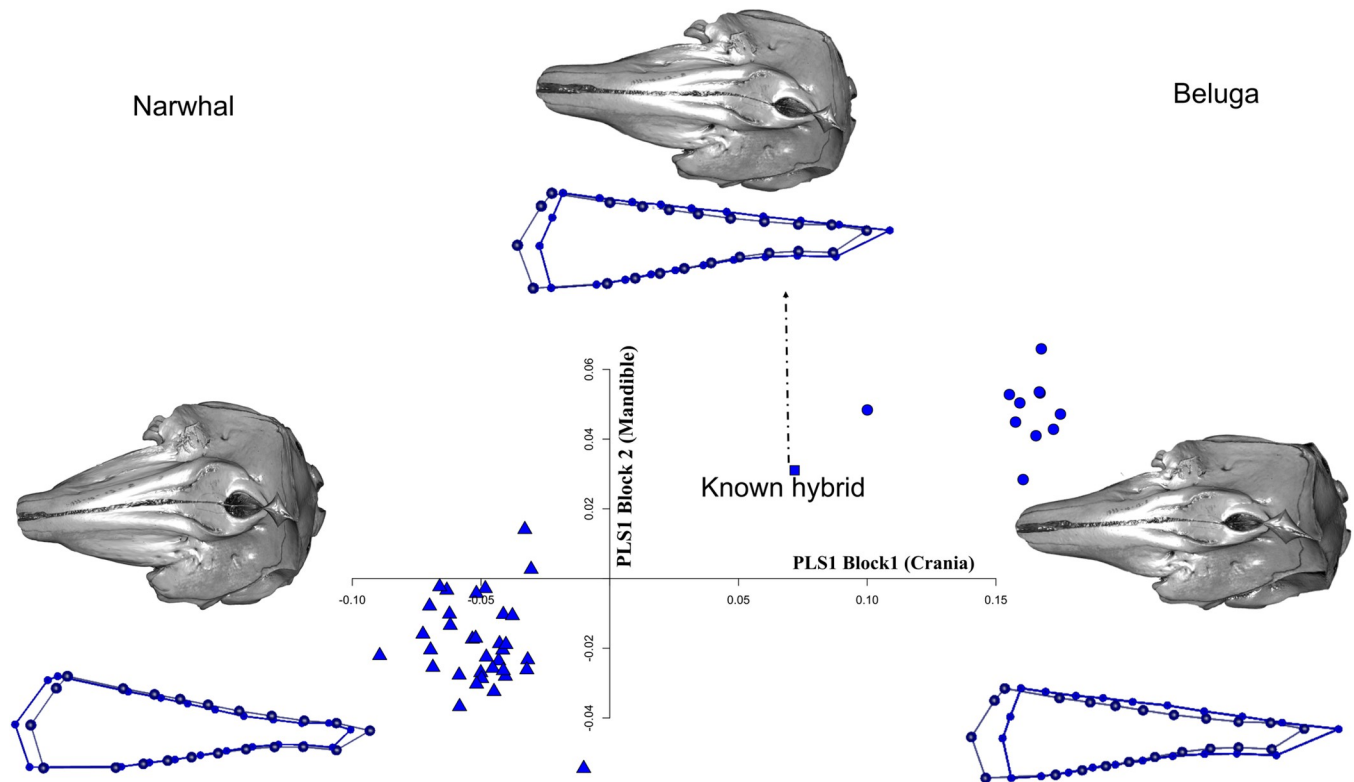 Narwhal
Beluga
PLS1 Block 2 (Mandible)
0.06
0.04
0.02
-0.02
-0.04
Known hybrid
PLS1 Block1 (Crania)
-0.10
-0.05
0.05
0.10
0.15